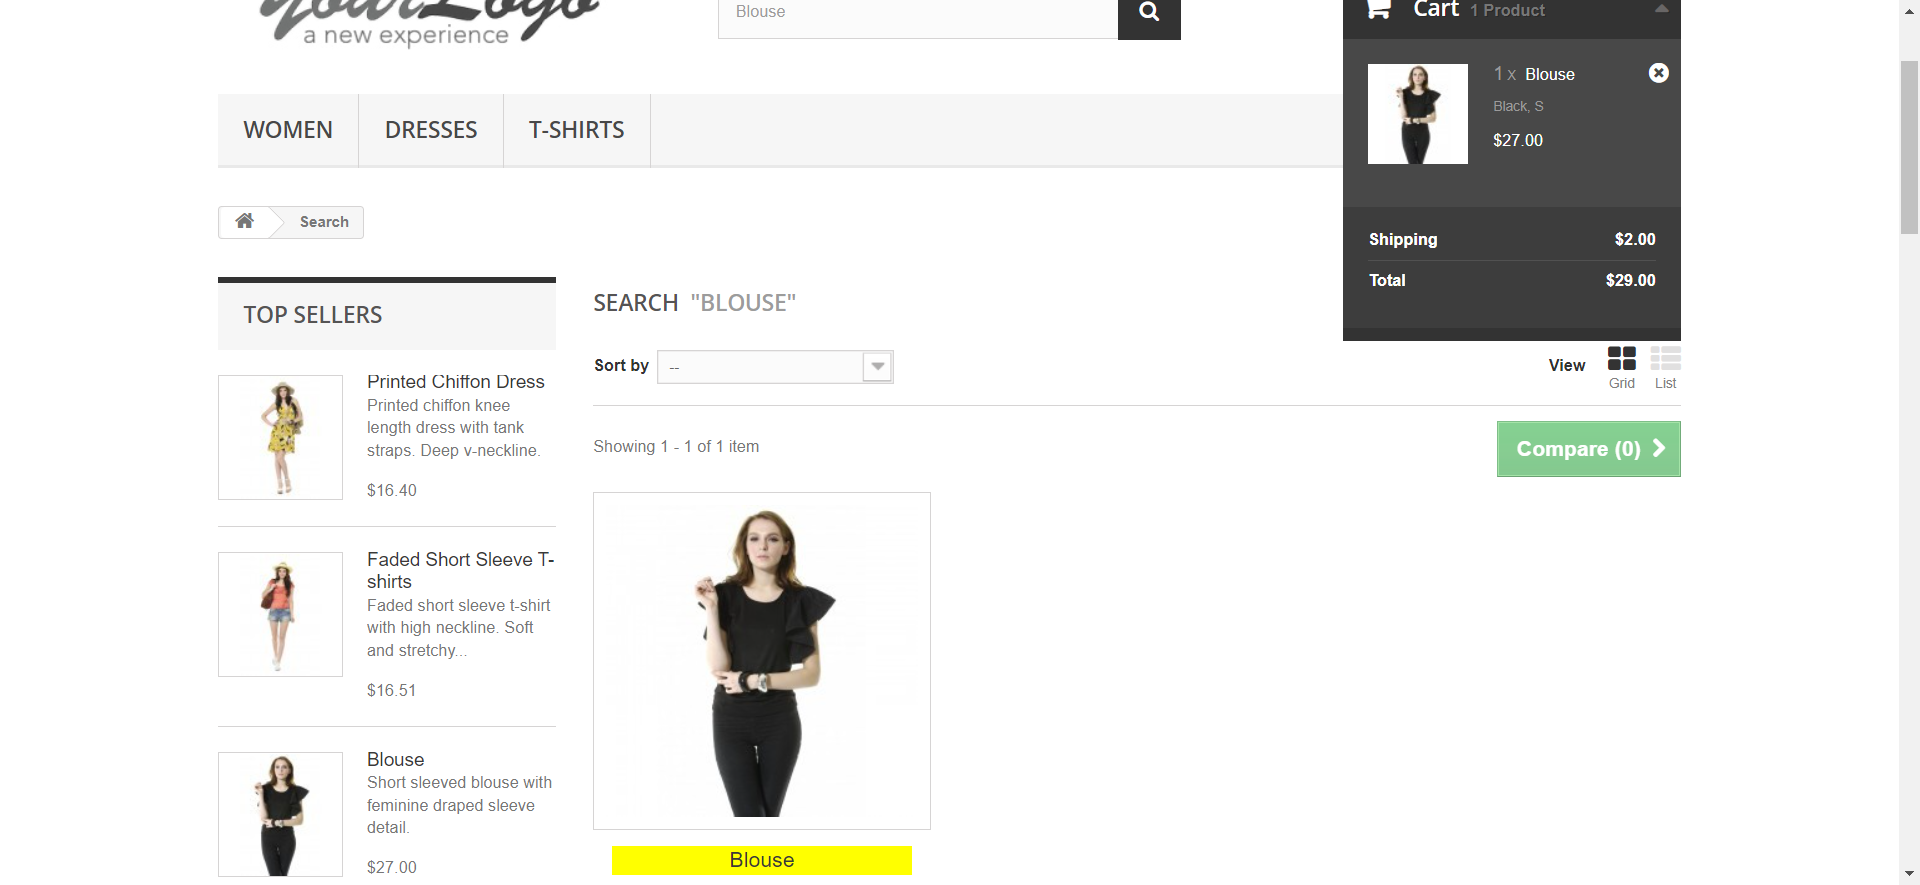 yourLogo
a new experience
Blouse
Cart 1 Product
1 x Blouse
Black, S
$27.00
Shipping $2.00
Total $29.00
WOMEN
DRESSES
T-SHIRTS
Search
TOP SELLERS
Printed Chiffon Dress
Printed chiffon knee
length dress with tank
straps. Deep v-neckline.
$16.40
Faded Short Sleeve T-
shirts
Faded short sleeve t-shirt
with high neckline. Soft
and stretchy...
$16.51
Blouse
Short sleeved blouse with
feminine draped sleeve
detail.
$27.00
SEARCH "BLOUSE"
Sort by --
View
Grid
List
Showing 1 - 1 of 1 item
Compare (0)
Blouse